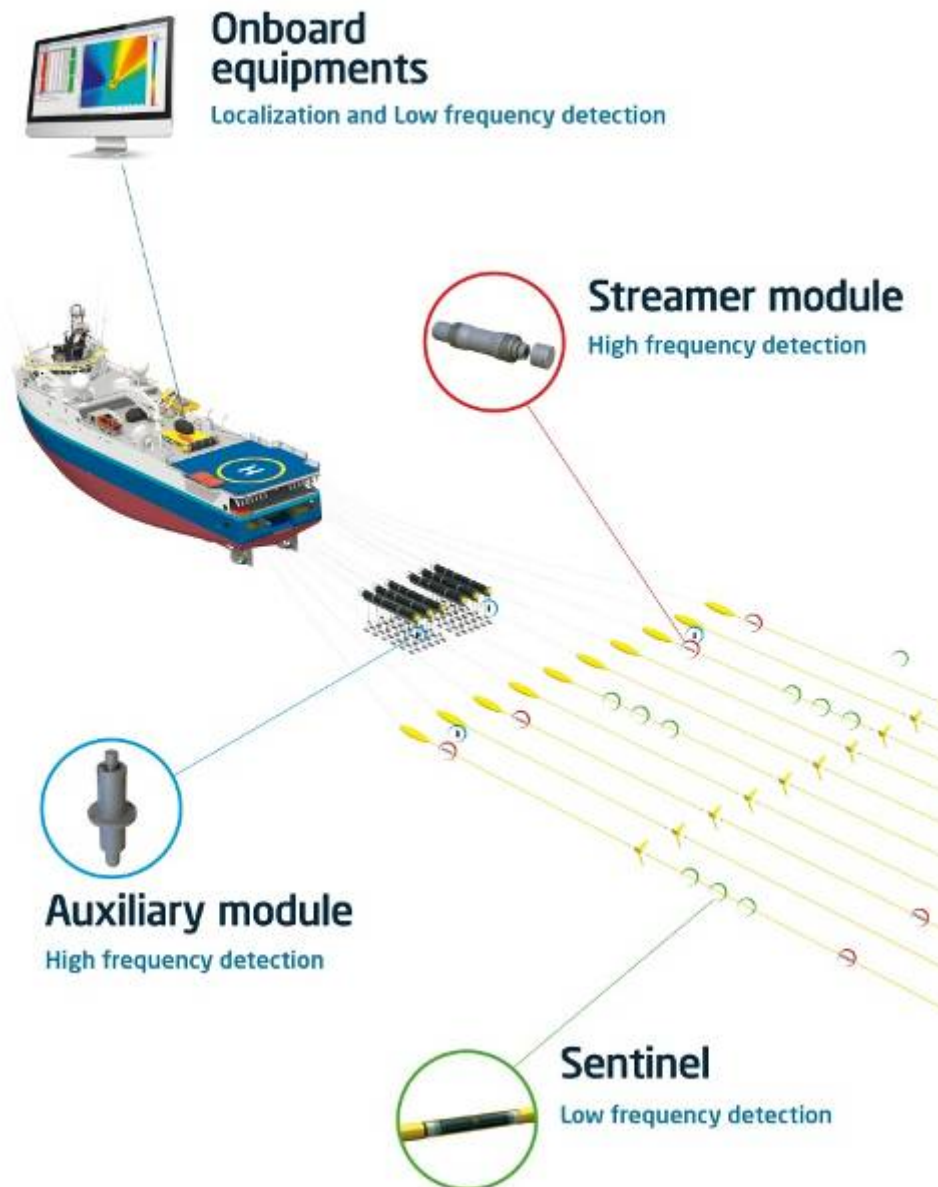 Onboard
equipments
Localization and Low frequency detection
Streamer module
High frequency detection
H
Auxiliary module
High frequency detection
Sentinel
Low frequency detection